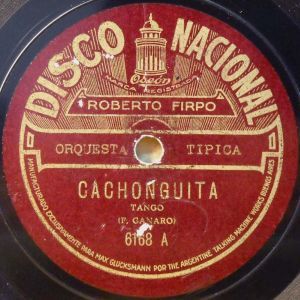 DISCO NACIONAL
Odeón
MARCA REGISTRADA
ROBERTO FIRPO
ORQUESTA TIPICA
CACHONGUITA
TANGO
(F. CANARO)
6168 A
MANUFACTURADO EXCLUSIVAMENTE PARA MAX GLUCKSMANN POR THE ARGENTINE TALKING MACHINE WORKS BUENOS AIRES